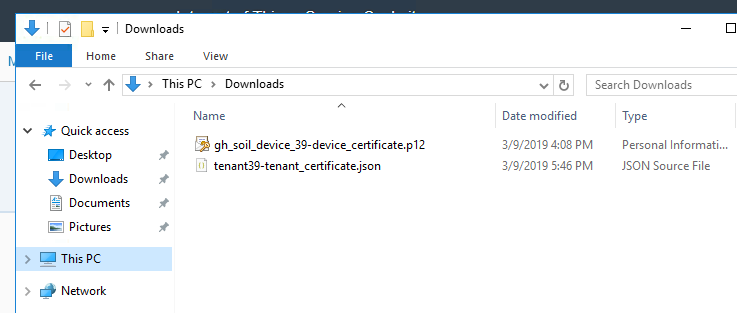 Downloads
File Home Share View
This PC Downloads Search Downloads
Name Date modified Type
Quick access
gh_soil_device_39-device_certificate.p12 3/9/2019 4:08 PM Personal Informati...
Desktop
tenant39-tenant_certificate.json 3/9/2019 5:46 PM JSON Source File
Downloads
Documents
Pictures
This PC
Network